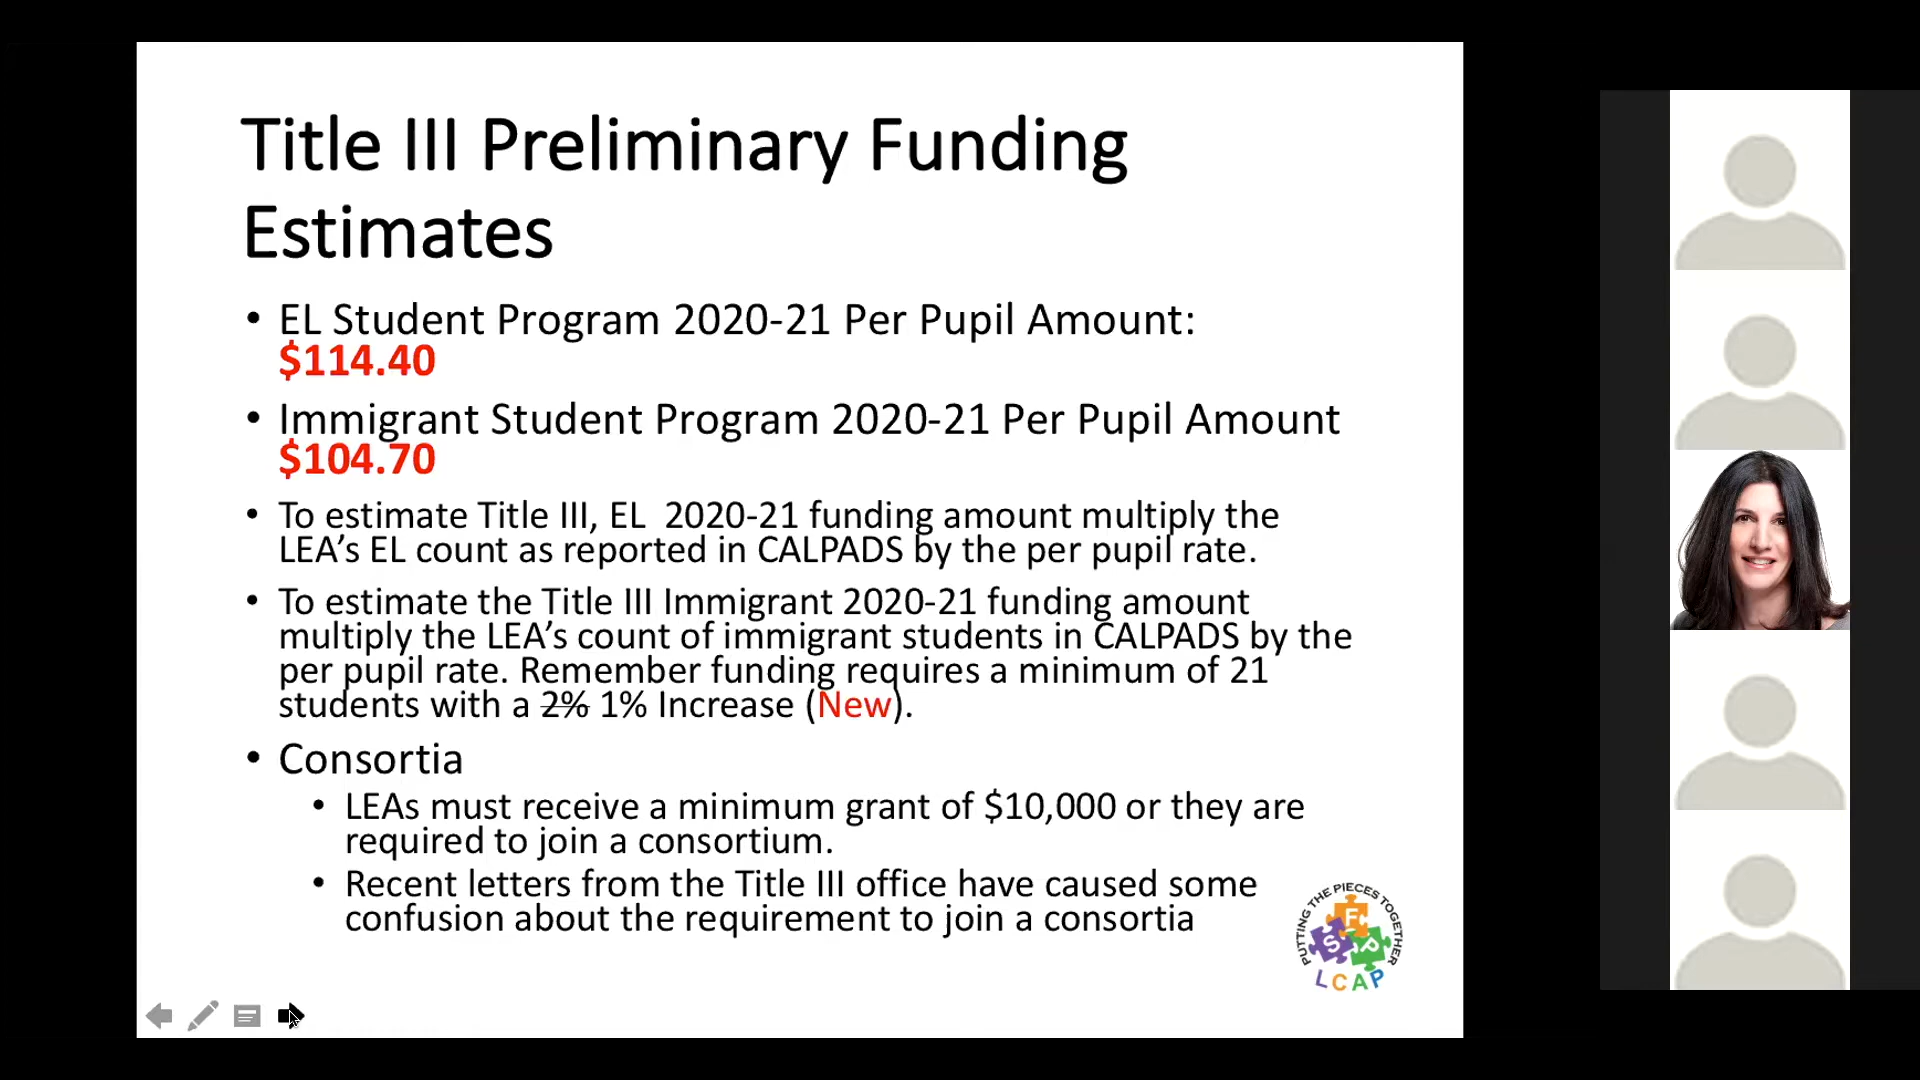 Title III Preliminary Funding
Estimates
• EL Student Program 2020-21 Per Pupil Amount:
$114.40
• Immigrant Student Program 2020-21 Per Pupil Amount
$104.70
• To estimate Title III, EL  2020-21 funding amount multiply the
LEA’s EL count as reported in CALPADS by the per pupil rate.
• To estimate the Title III Immigrant 2020-21 funding amount
multiply the LEA’s count of immigrant students in CALPADS by the
per pupil rate. Remember funding requires a minimum of 21
students with a 2% 1% Increase (New).
• Consortia
• LEAs must receive a minimum grant of $10,000 or they are
required to join a consortium.
• Recent letters from the Title III office have caused some
confusion about the requirement to join a consortia
PUTTING THE PIECES TOGETHER
F
S P
LCAP